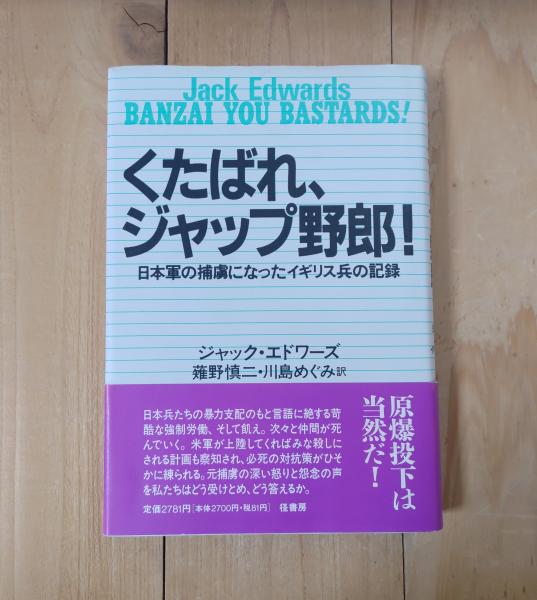 Jack Edwards
BANZAI YOU BASTARDS!
くたばれ、
ジャップ野郎!
日本軍の捕虜になったイギリス兵の記録
ジャック・エドワーズ
薙野慎二・川島めぐみ訳
原爆投下は
当然だ!
日本兵たちの暴力支配のもと言語に絶する苛
酷な強制労働、そして飢え。次々と仲間が死
んでいく。米軍が上陸してくればみな殺しに
される計画も察知され、必死の対抗策がひそ
かに練られる。元捕虜の深い怒りと怨念の声
を私たちはどう受けとめ、どう答えるか。
定価2781円[本体2700円・税81円] 径書房